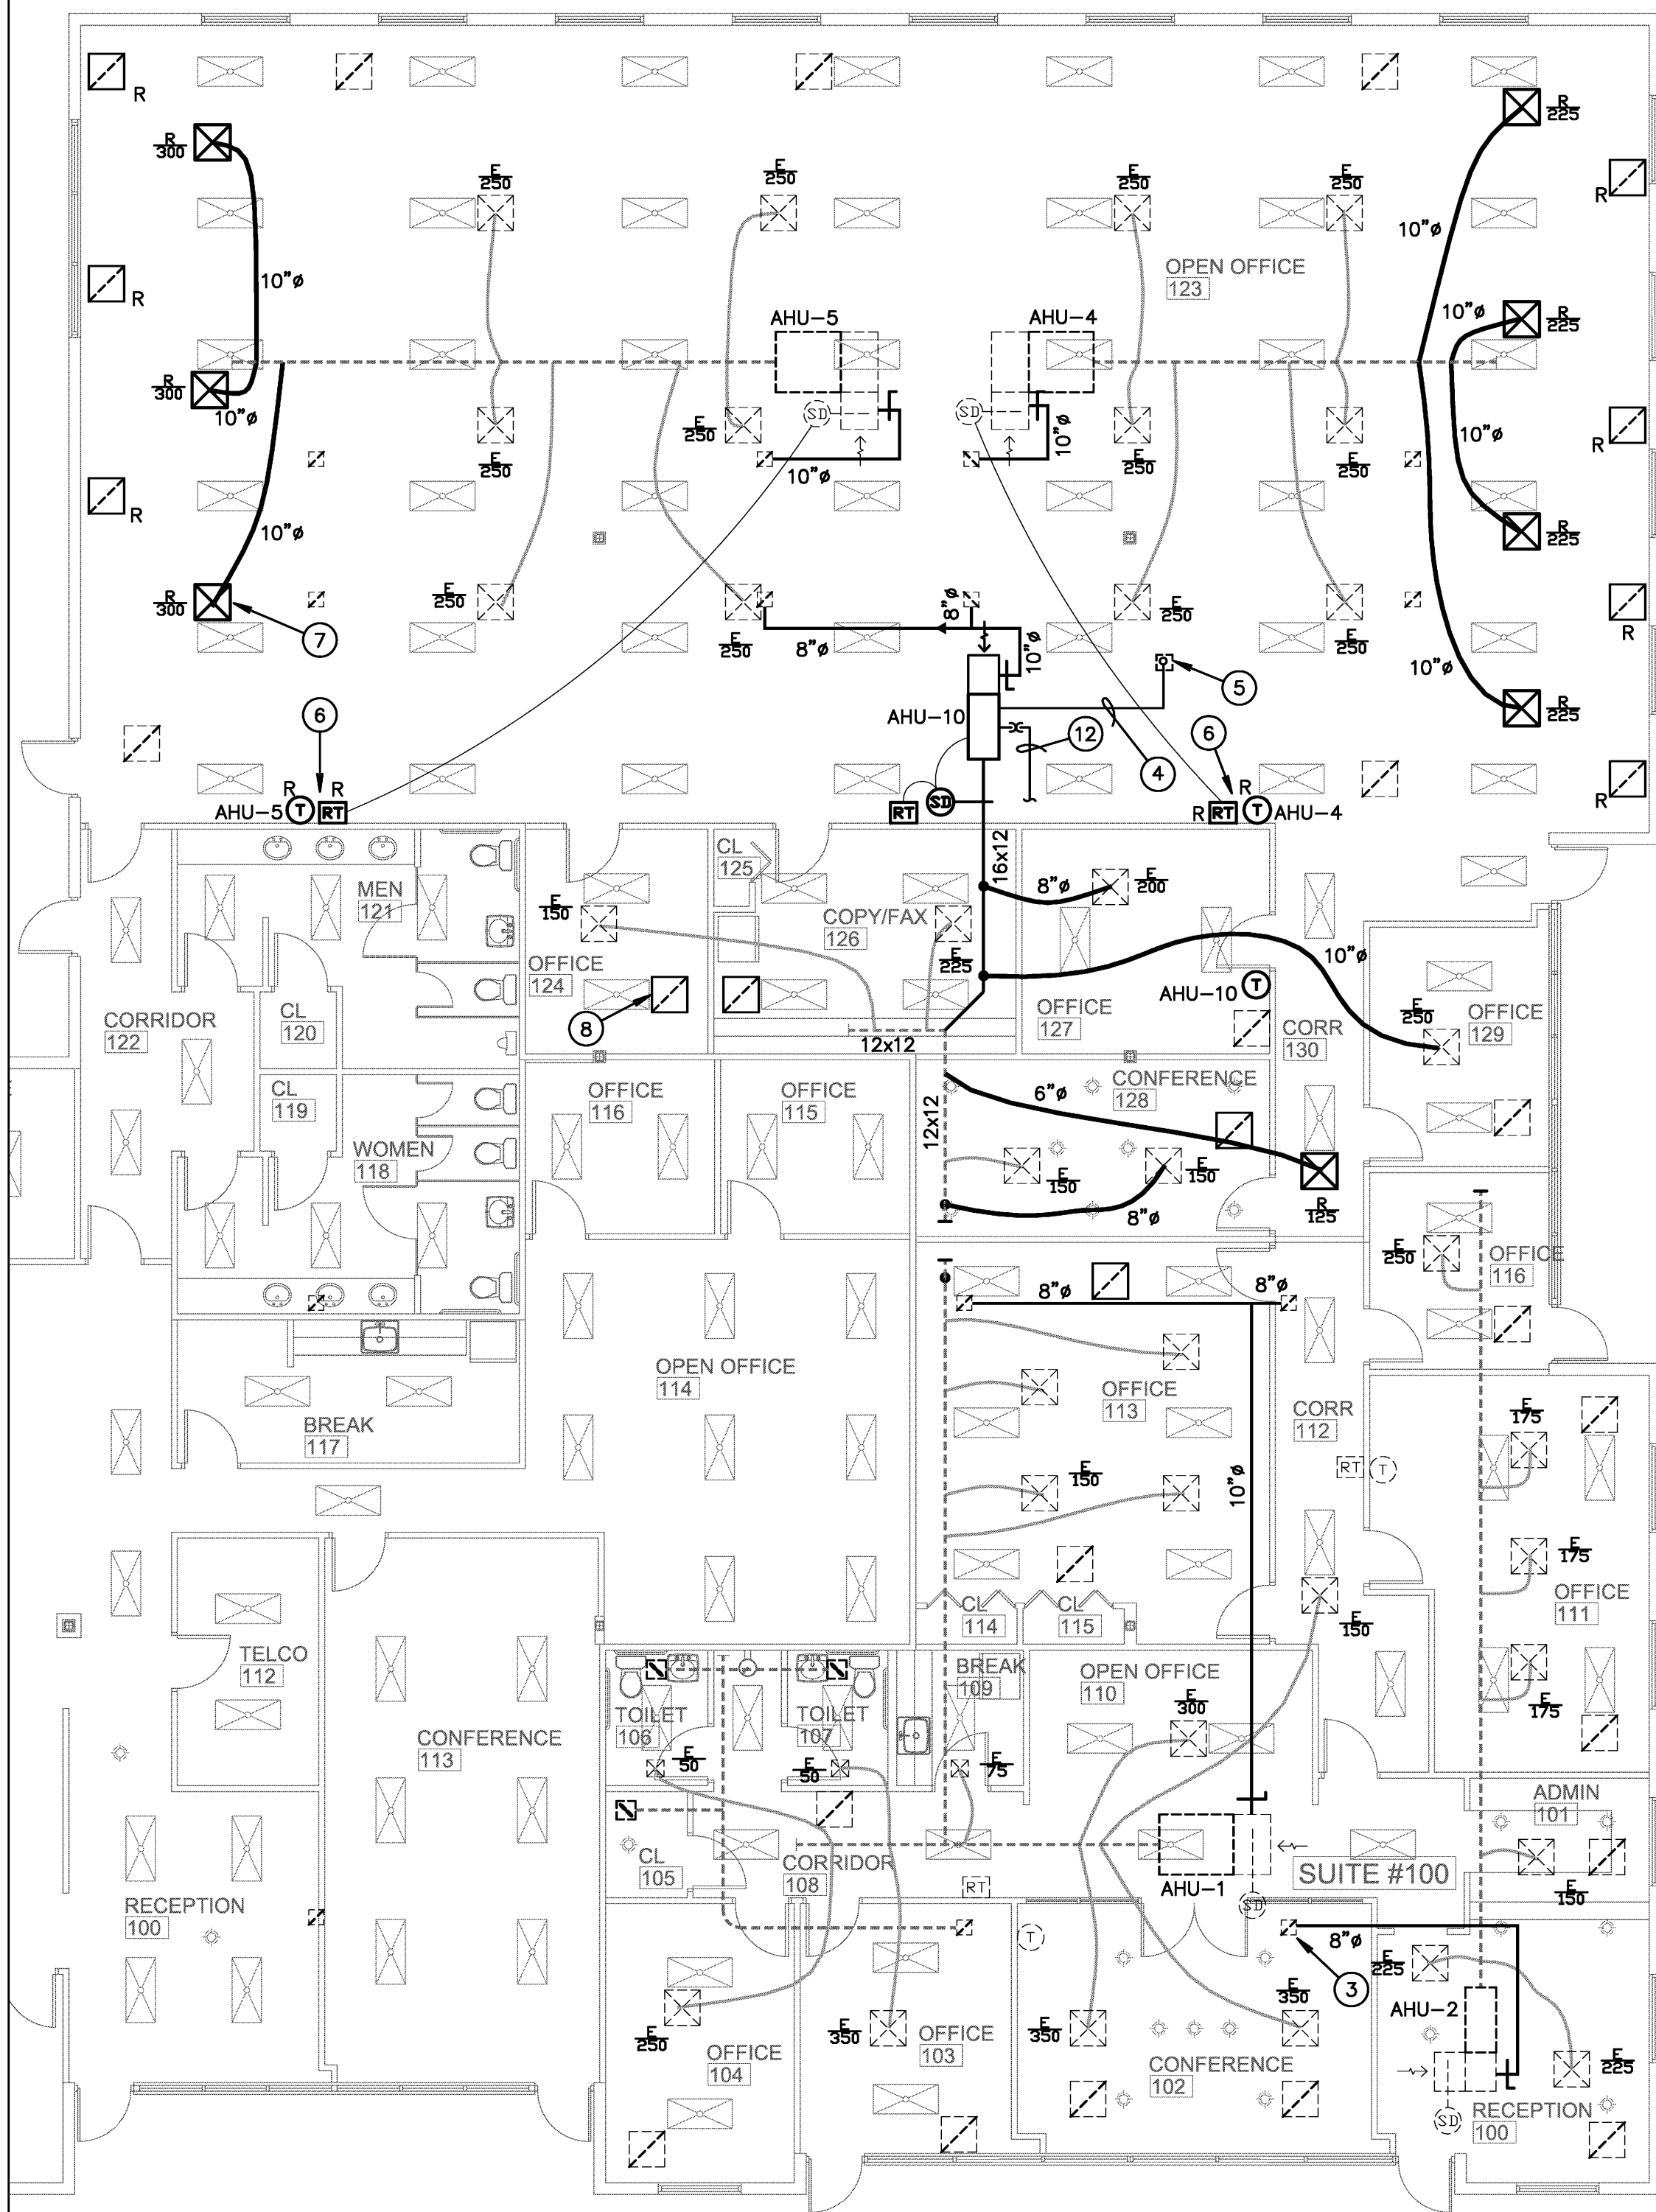 R
R
300
R
225
E
250
E
250
E
250
E
250
R
10"ø
OPEN OFFICE
123
R
10"ø
10"ø
R
225
AHU-5
AHU-4
R
300
10"ø
E
250
SD
SD
10"ø
10"ø
R
E
250
E
250
E
250
10"ø
R
10"ø
10"ø
R
225
R
300
E
250
E
250
8"ø
E
250
E
250
7
8"ø
10"ø
R
10"ø
5
R
225
6
AHU-10
12
6
4
R
R
R
R
AHU-5
T
RT
RT
SD
R
RT
T
AHU-4
CL
125
16x12
MEN
121
E
150
8"ø
E
200
COPY/FAX
126
10"ø
OFFICE
124
E
225
AHU-10
T
E
250
OFFICE
129
CORRIDOR
122
CL
120
8
OFFICE
127
CORR
130
12x12
CL
119
OFFICE
116
OFFICE
115
6"ø
CONFERENCE
128
12x12
WOMEN
118
E
150
E
150
8"ø
R
125
E
250
OFFICE
116
8"ø
8"ø
OPEN OFFICE
114
OFFICE
113
BREAK
117
CORR
112
E
175
RT
T
E
150
10"ø
E
175
OFFICE
111
CL
114
CL
115
E
150
TELCO
112
BREAK
109
OPEN OFFICE
110
E
175
TOILET
106
TOILET
107
E
300
CONFERENCE
113
E
50
E
50
E
75
ADMIN
101
CL
105
CORRIDOR
108
SUITE #100
RT
AHU-1
E
150
RECEPTION
100
SD
T
8"ø
E
225
3
E
250
E
350
E
350
E
350
AHU-2
OFFICE
104
OFFICE
103
CONFERENCE
102
E
225
SD
RECEPTION
100